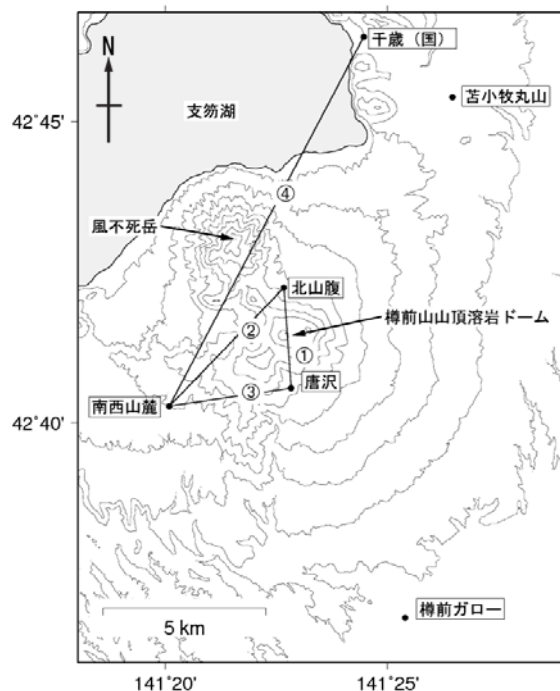 千歳（国）
N
苫小牧丸山
支笏湖
42˚45'
④
風不死岳
北山腹
樽前山山頂溶岩ドーム
②
①
唐沢
③
南西山麓
42˚40'
樽前ガロー
5 km
141˚20'
141˚25'